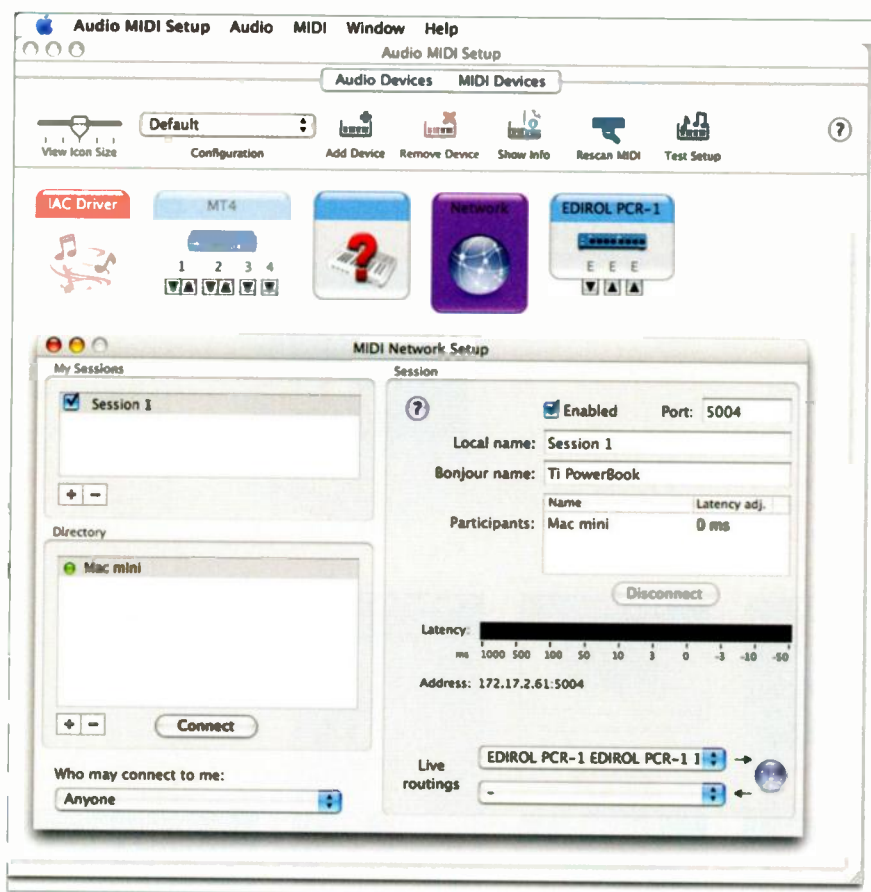 Audio MIDI Setup Audio MIDI Window Help
Audio MIDI Setup
Audio Devices MIDI Devices
Default
View Icon Size Configuration Add Device Remove Device Show Info Rescan MIDI Test Setup
?
IAC Driver MT4 Network EDIROL PCR-1
1 2 3 4 E E E
MIDI Network Setup
My Sessions
Session 1
+ -
Directory
Mac mini
+ - Connect
Who may connect to me:
Anyone
Session
? Enabled Port: 5004
Local name: Session 1
Bonjour name: Ti PowerBook
Name Latency adj.
Participants: Mac mini 0 ms
Disconnect
Latency:
ms 1000 500 100 50 10 3 0 -3 -10 -50
Address: 172.17.2.61:5004
Live routings
EDIROL PCR-1 EDIROL PCR-1 1
-